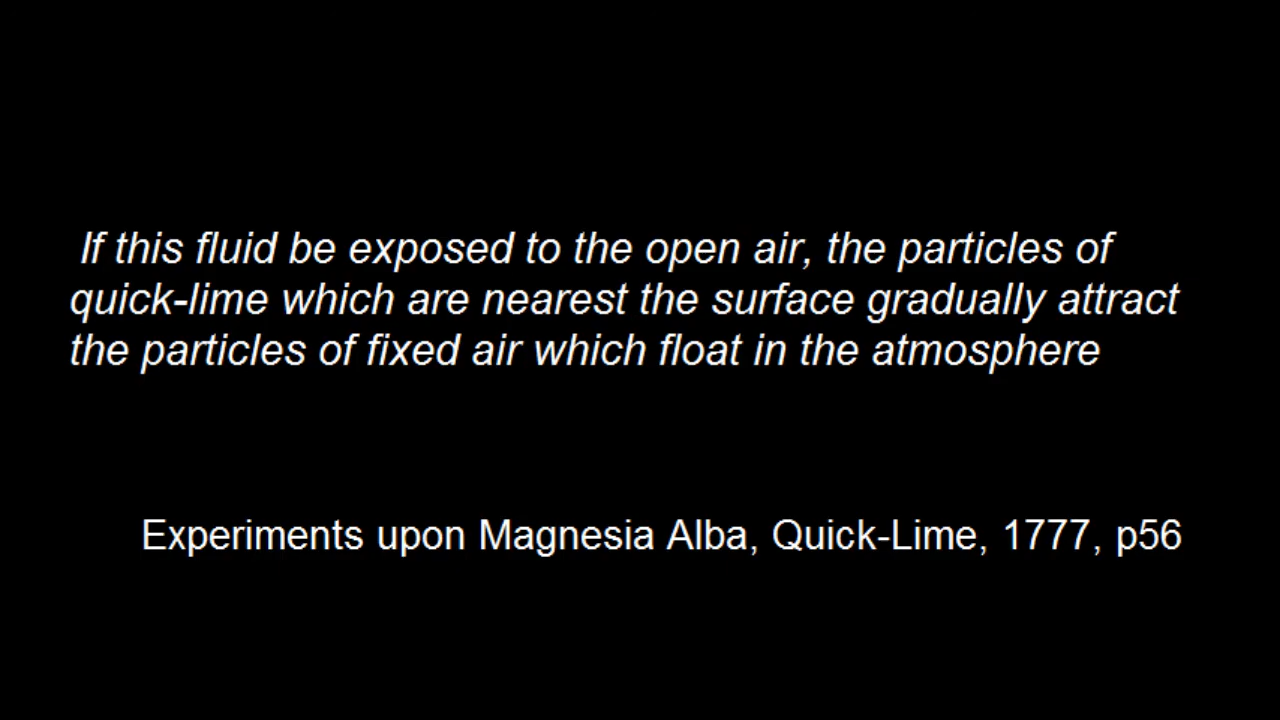 If this fluid be exposed to the open air, the particles of
quick-lime which are nearest the surface gradually attract
the particles of fixed air which float in the atmosphere
Experiments upon Magnesia Alba, Quick-Lime, 1777, p56